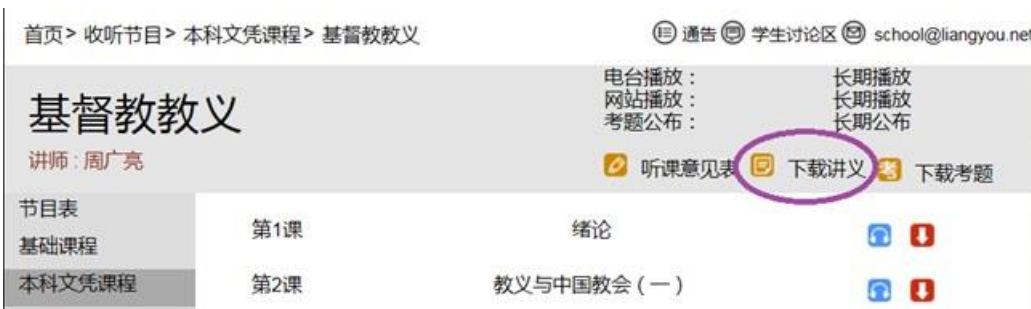 首页> 收听节目> 本科文凭课程> 基督教教义 通告 学生讨论区 school@liangyou.net
电台播放： 长期播放
网站播放： 长期播放
考题公布： 长期公布
基督教教义
讲师 : 周广亮
听课意见表 下载讲义 考 下载考题
节目表
基础课程
本科文凭课程
第1课 绪论
第2课 教义与中国教会 ( 一 )